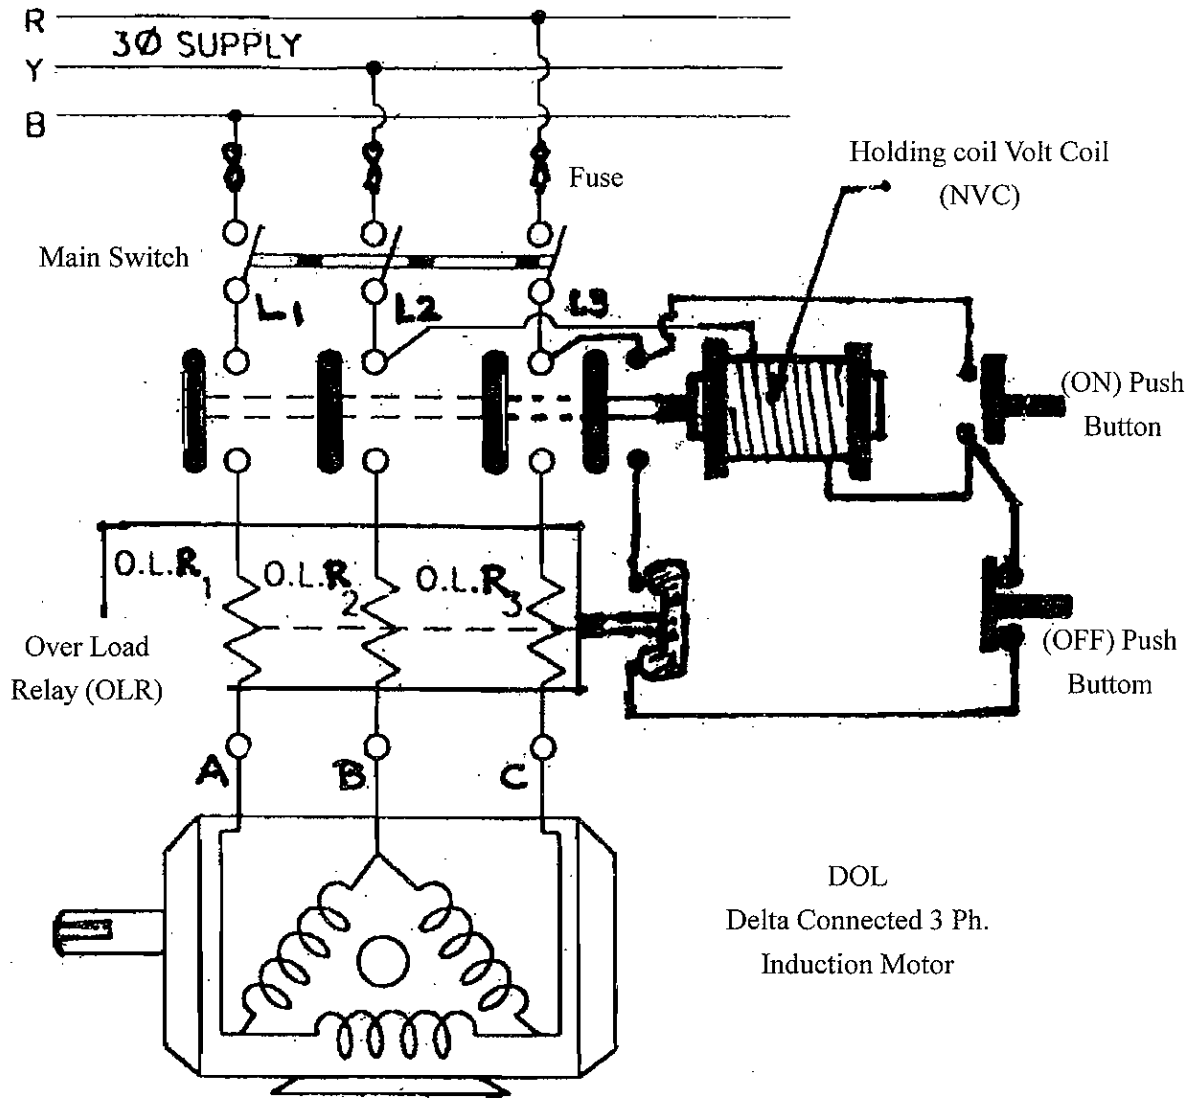 R
3Ø SUPPLY
Y
B
Fuse
Holding coil Volt Coil
(NVC)
Main Switch
L1
L2
L3
(ON) Push
Button
O.L.R1
O.L.R2
O.L.R3
Over Load
Relay (OLR)
(OFF) Push
Buttom
A
B
C
DOL
Delta Connected 3 Ph.
Induction Motor